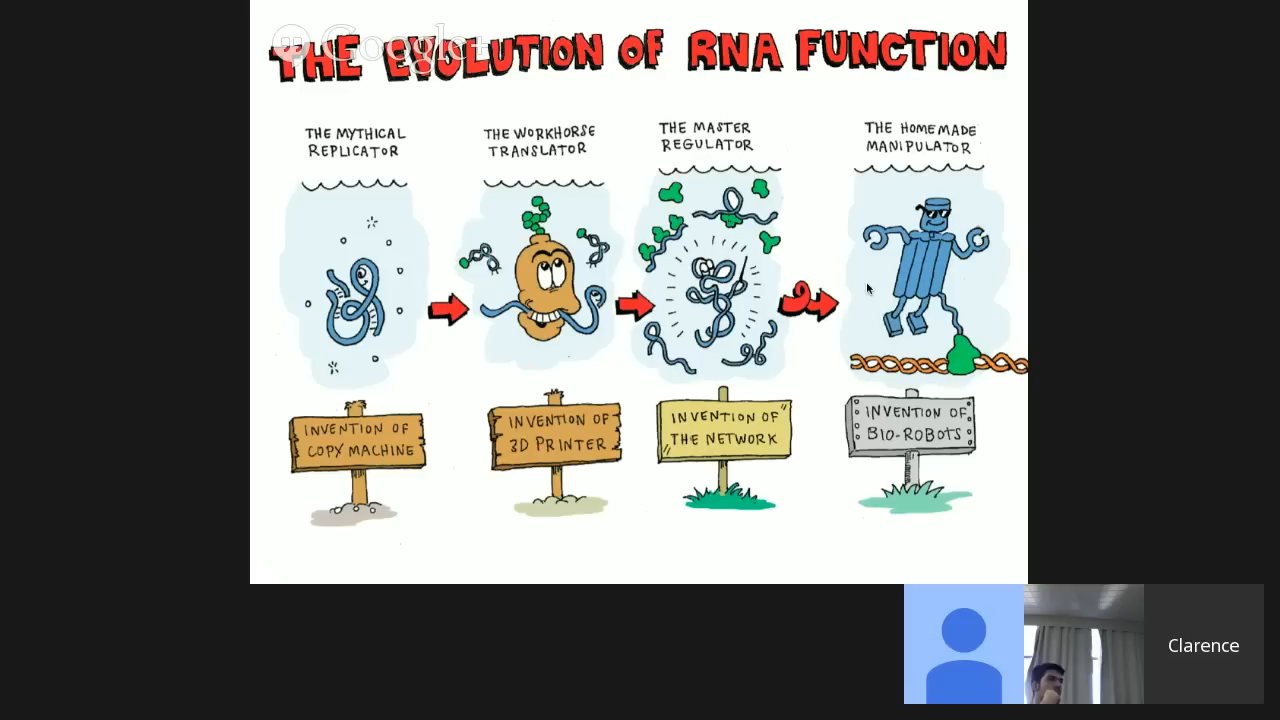 Google+
THE EVOLUTION OF RNA FUNCTION
THE MYTHICAL
REPLICATOR
THE WORKHORSE
TRANSLATOR
THE MASTER
REGULATOR
THE HOMEMADE
MANIPULATOR
INVENTION OF
COPY MACHINE
INVENTION OF
3D PRINTER
INVENTION OF
THE NETWORK
INVENTION OF
BIO-ROBOTS
Clarence